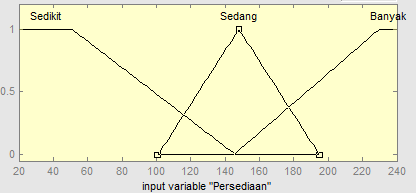 Sedikit Sedang Banyak
1
0.5
0
20 40 60 80 100 120 140 160 180 200 220 240
input variable "Persediaan"